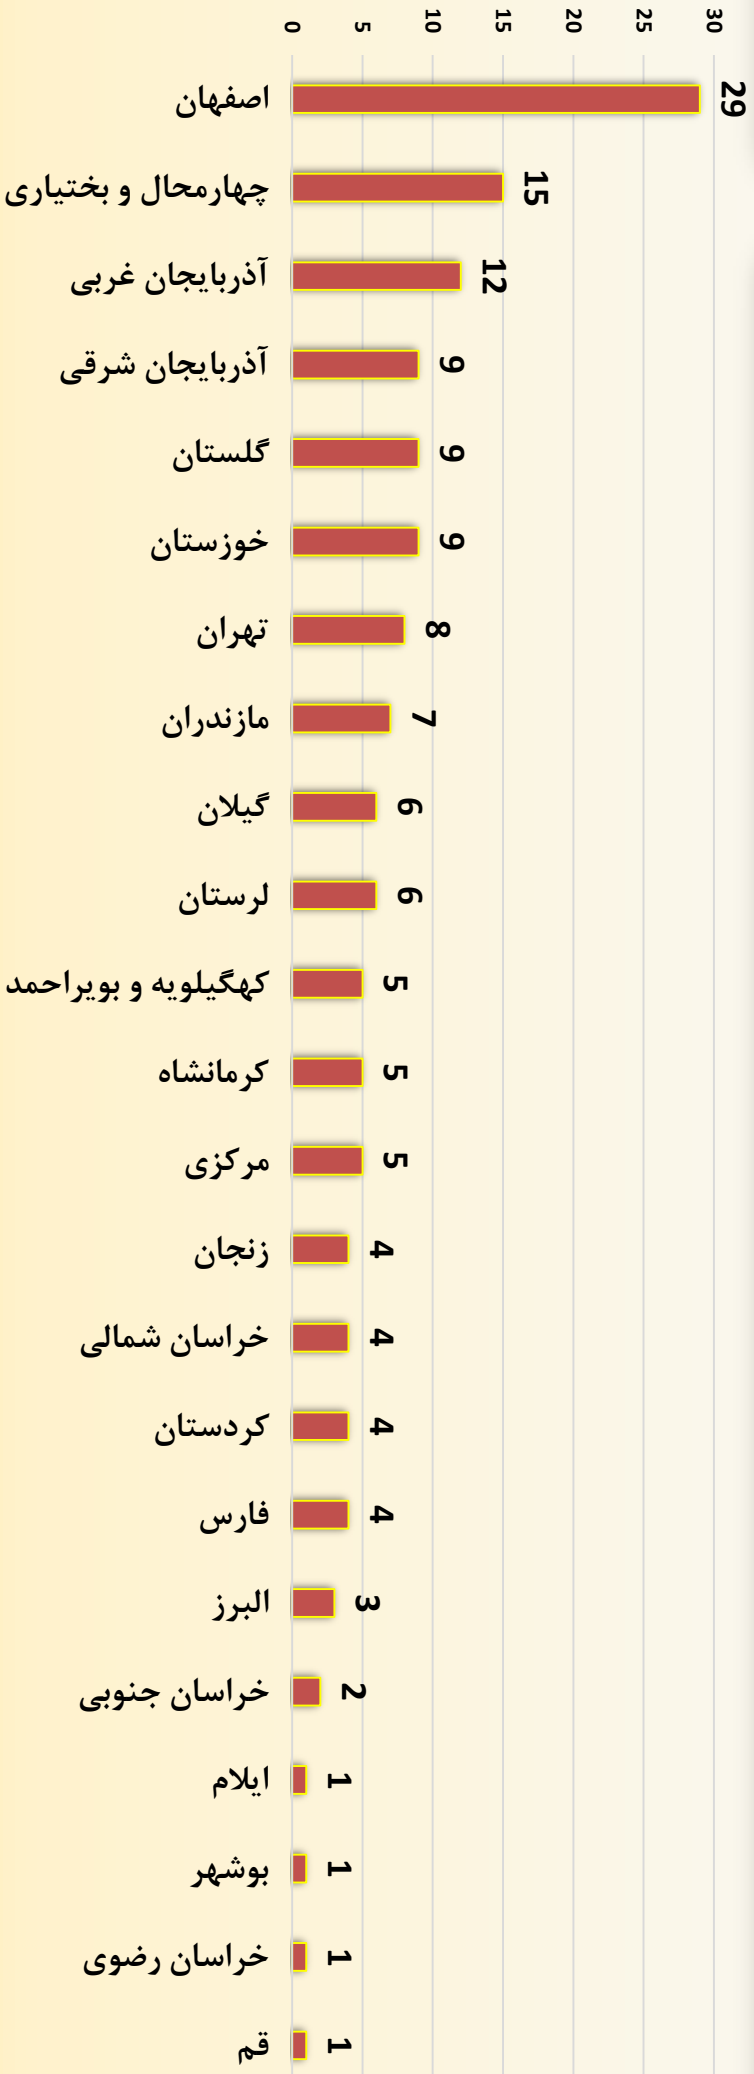 0 5 10 15 20 25 30
اصفهان 29
چهارمحال و بختیاری 15
آذربایجان غربی 12
آذربایجان شرقی 9
گلستان 9
خوزستان 9
تهران 8
مازندران 7
گیلان 6
لرستان 6
کهگیلویه و بویراحمد 5
کرمانشاه 5
مرکزی 5
زنجان 4
خراسان شمالی 4
کردستان 4
فارس 4
البرز 3
خراسان جنوبی 2
ایلام 1
بوشهر 1
خراسان رضوی 1
قم 1